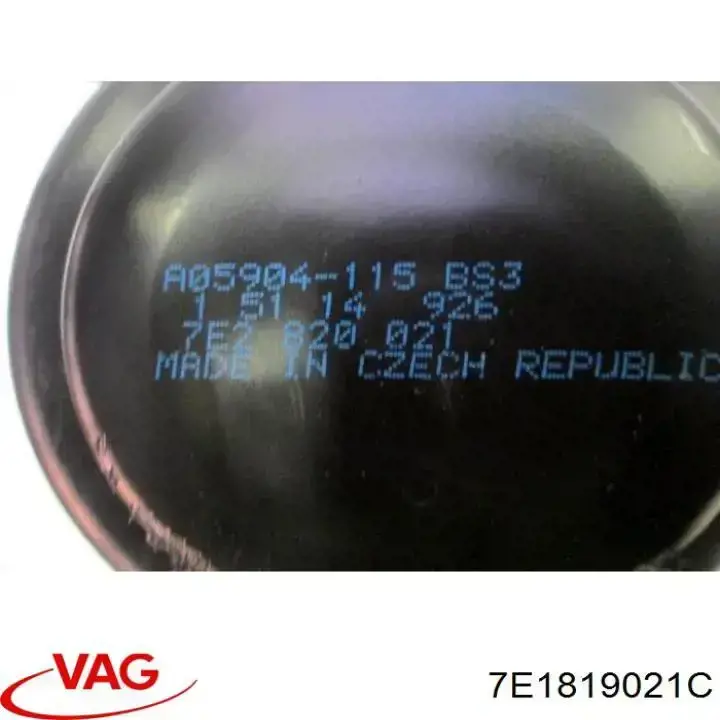 A05904-115 BS3
1 51 14 926
7E2 820 021
MADE IN CZECH REPUBLIC
VAG
7E1819021C